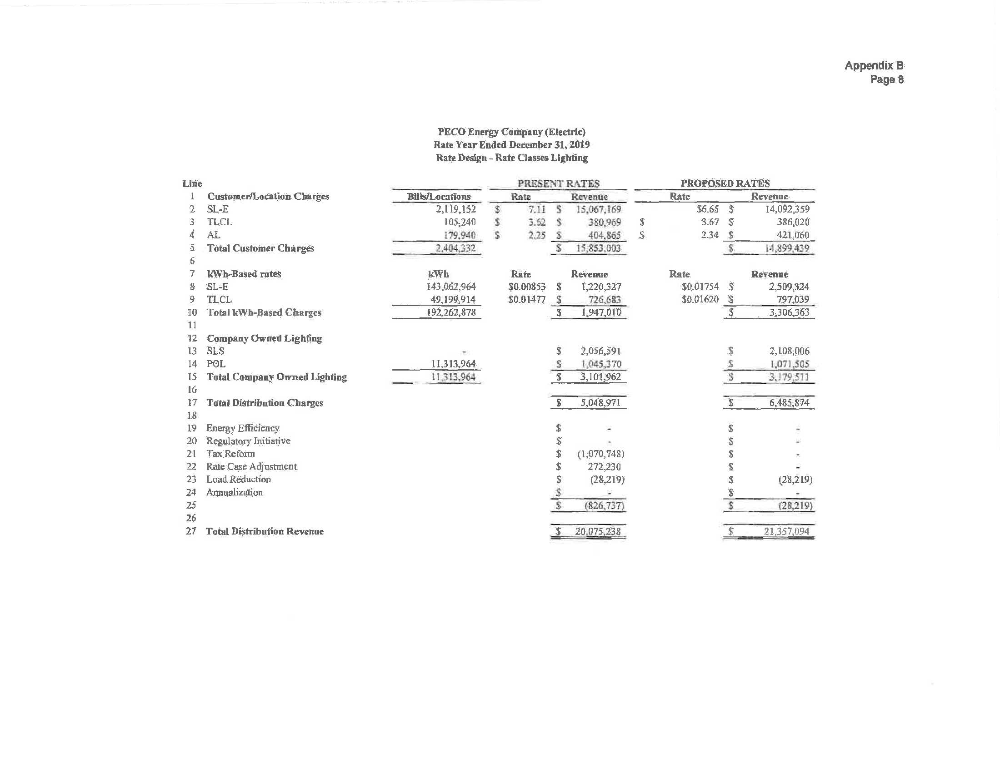 Appendix B
Page 8
PECO Energy Company (Electric)
Rate Year Ended December 31, 2019
Rate Design - Rate Classes Lighting
Line PRESENT RATES PROPOSED RATES
1 Customer/Location Charges Bills/Locations Rate Revenue Rate Revenue
2 SL-E 2,119,152 $ 7.11 $ 15,067,169 $6.65 $ 14,092,359
3 TLCL 105,240 $ 3.62 $ 380,969 $ 3.67 $ 386,020
4 AL 179,940 $ 2.25 $ 404,865 $ 2.34 $ 421,060
5 Total Customer Charges 2,404,332 $ 15,853,003 $ 14,899,439
6
7 kWh-Based rates kWh Rate Revenue Rate Revenue
8 SL-E 143,062,964 $0.00853 $ 1,220,327 $0.01754 $ 2,509,324
9 TLCL 49,199,914 $0.01477 $ 726,683 $0.01620 $ 797,039
10 Total kWh-Based Charges 192,262,878 $ 1,947,010 $ 3,306,363
11
12 Company Owned Lighting
13 SLS - $ 2,056,591 $ 2,108,006
14 POL 11,313,964 $ 1,045,370 $ 1,071,505
15 Total Company Owned Lighting 11,313,964 $ 3,101,962 $ 3,179,511
16
17 Total Distribution Charges $ 5,048,971 $ 6,485,874
18
19 Energy Efficiency $ - $ -
20 Regulatory Initiative $ - $ -
21 Tax Reform $ (1,070,748) $ -
22 Rate Case Adjustment $ 272,230 $ -
23 Load Reduction $ (28,219) $ (28,219)
24 Annualization $ - $ -
25 $ (826,737) $ (28,219)
26
27 Total Distribution Revenue $ 20,075,238 $ 21,357,094